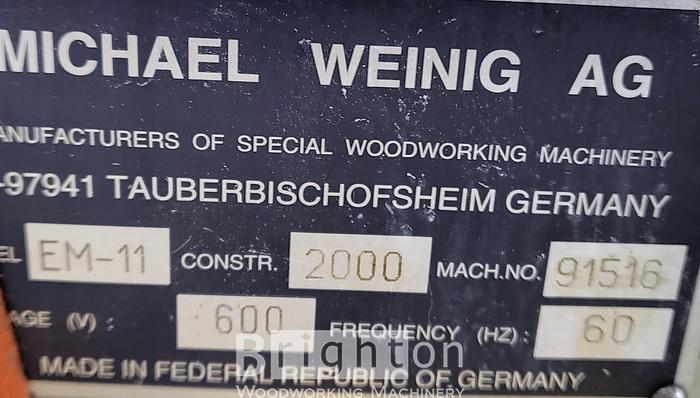 MICHAEL WEINIG AG
ANUFACTURERS OF SPECIAL WOODWORKING MACHINERY
-97941 TAUBERBISCHOFSHEIM GERMANY
EL EM-11 CONSTR. 2000 MACH.NO. 91516
AGE (V) : 600 FREQUENCY (HZ) : 60
MADE IN FEDERAL REPUBLIC OF GERMANY
Brighton
WOODWORKING MACHINERY